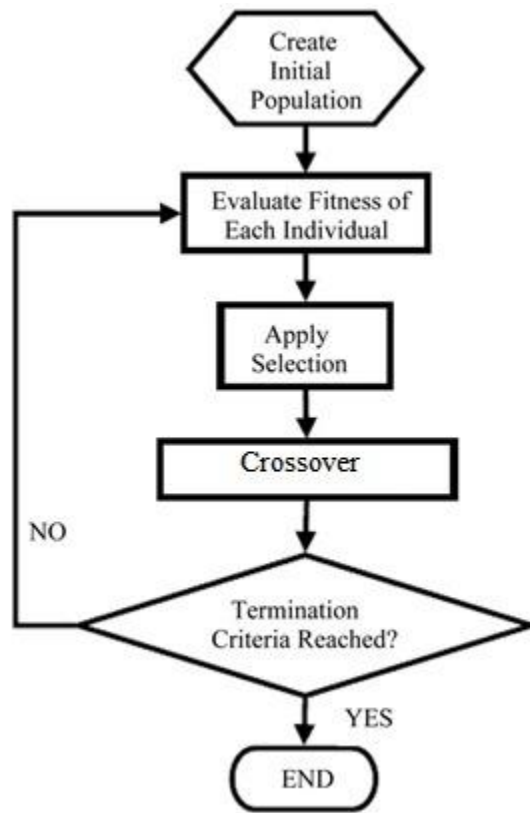 Create
Initial
Population
Evaluate Fitness of
Each Individual
Apply
Selection
Crossover
NO
Termination
Criteria Reached?
YES
END